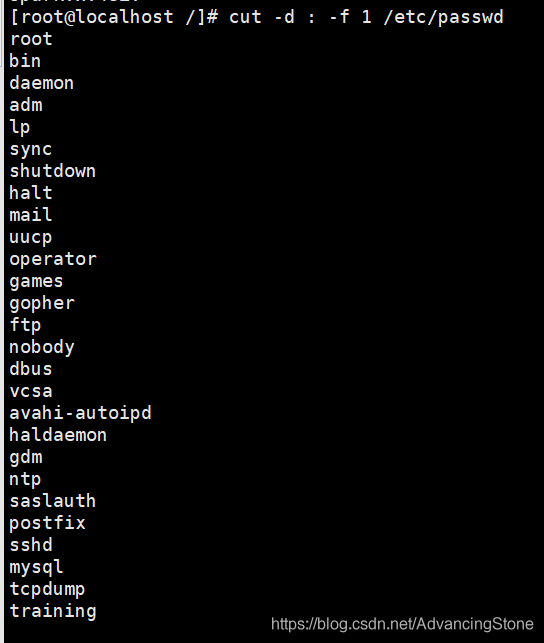 [root@localhost /]# cut -d : -f 1 /etc/passwd
root
bin
daemon
adm
lp
sync
shutdown
halt
mail
uucp
operator
games
gopher
ftp
nobody
dbus
vcsa
avahi-autoipd
haldaemon
gdm
ntp
saslauth
postfix
sshd
mysql
tcpdump
training
https://blog.csdn.net/AdvancingStone